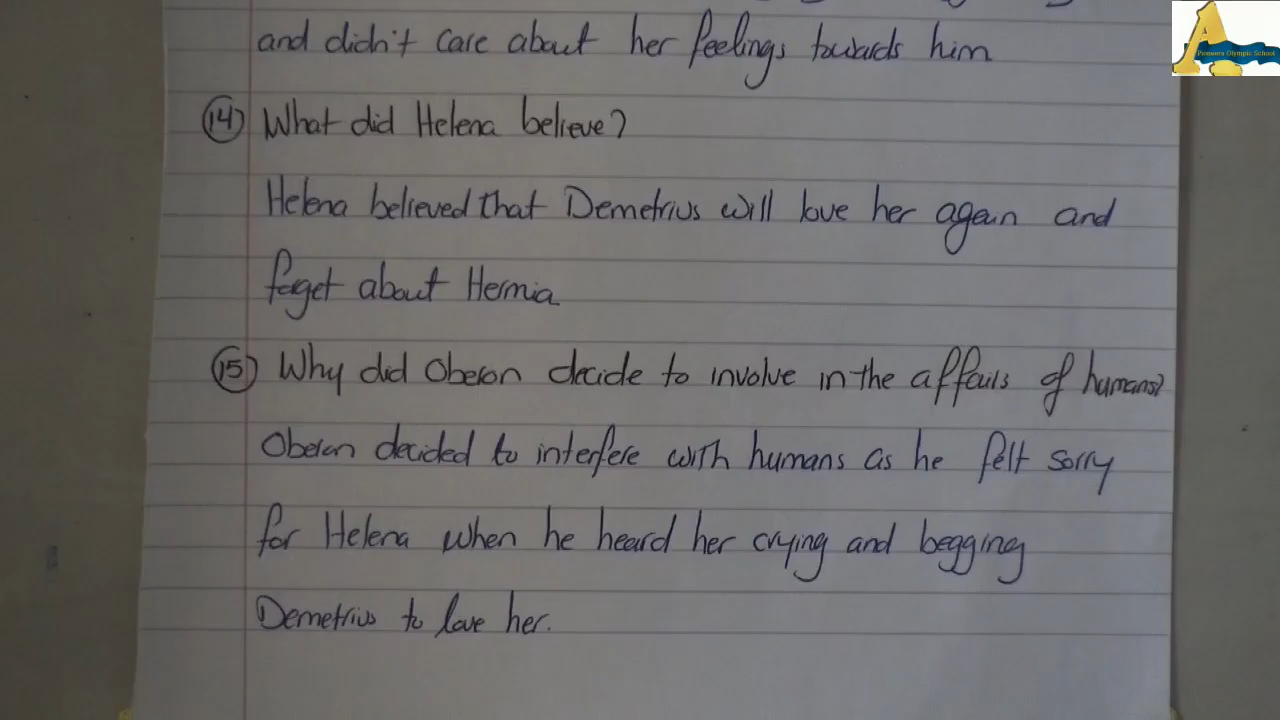 and didn't care about her feelings towards him
14 What did Helena believe?
Helena believed that Demetrius will love her again and
forget about Hermia
15 Why did Oberon decide to involve in the affairs of humans?
Oberon decided to interfere with humans as he felt sorry
for Helena when he heard her crying and begging
Demetrius to love her.
A.
Pioneers Olympic School